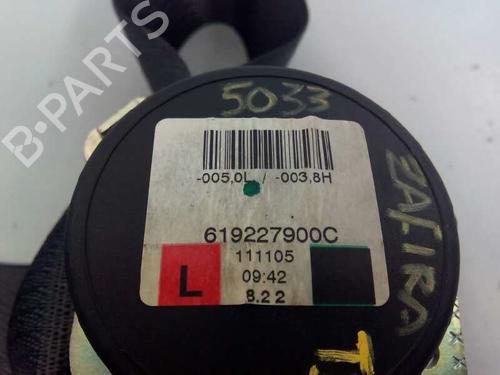 B-PARTS
5033
-005,0L / -003,8H
619227900C
111105
09:42
8.22
L
ZAFIRA